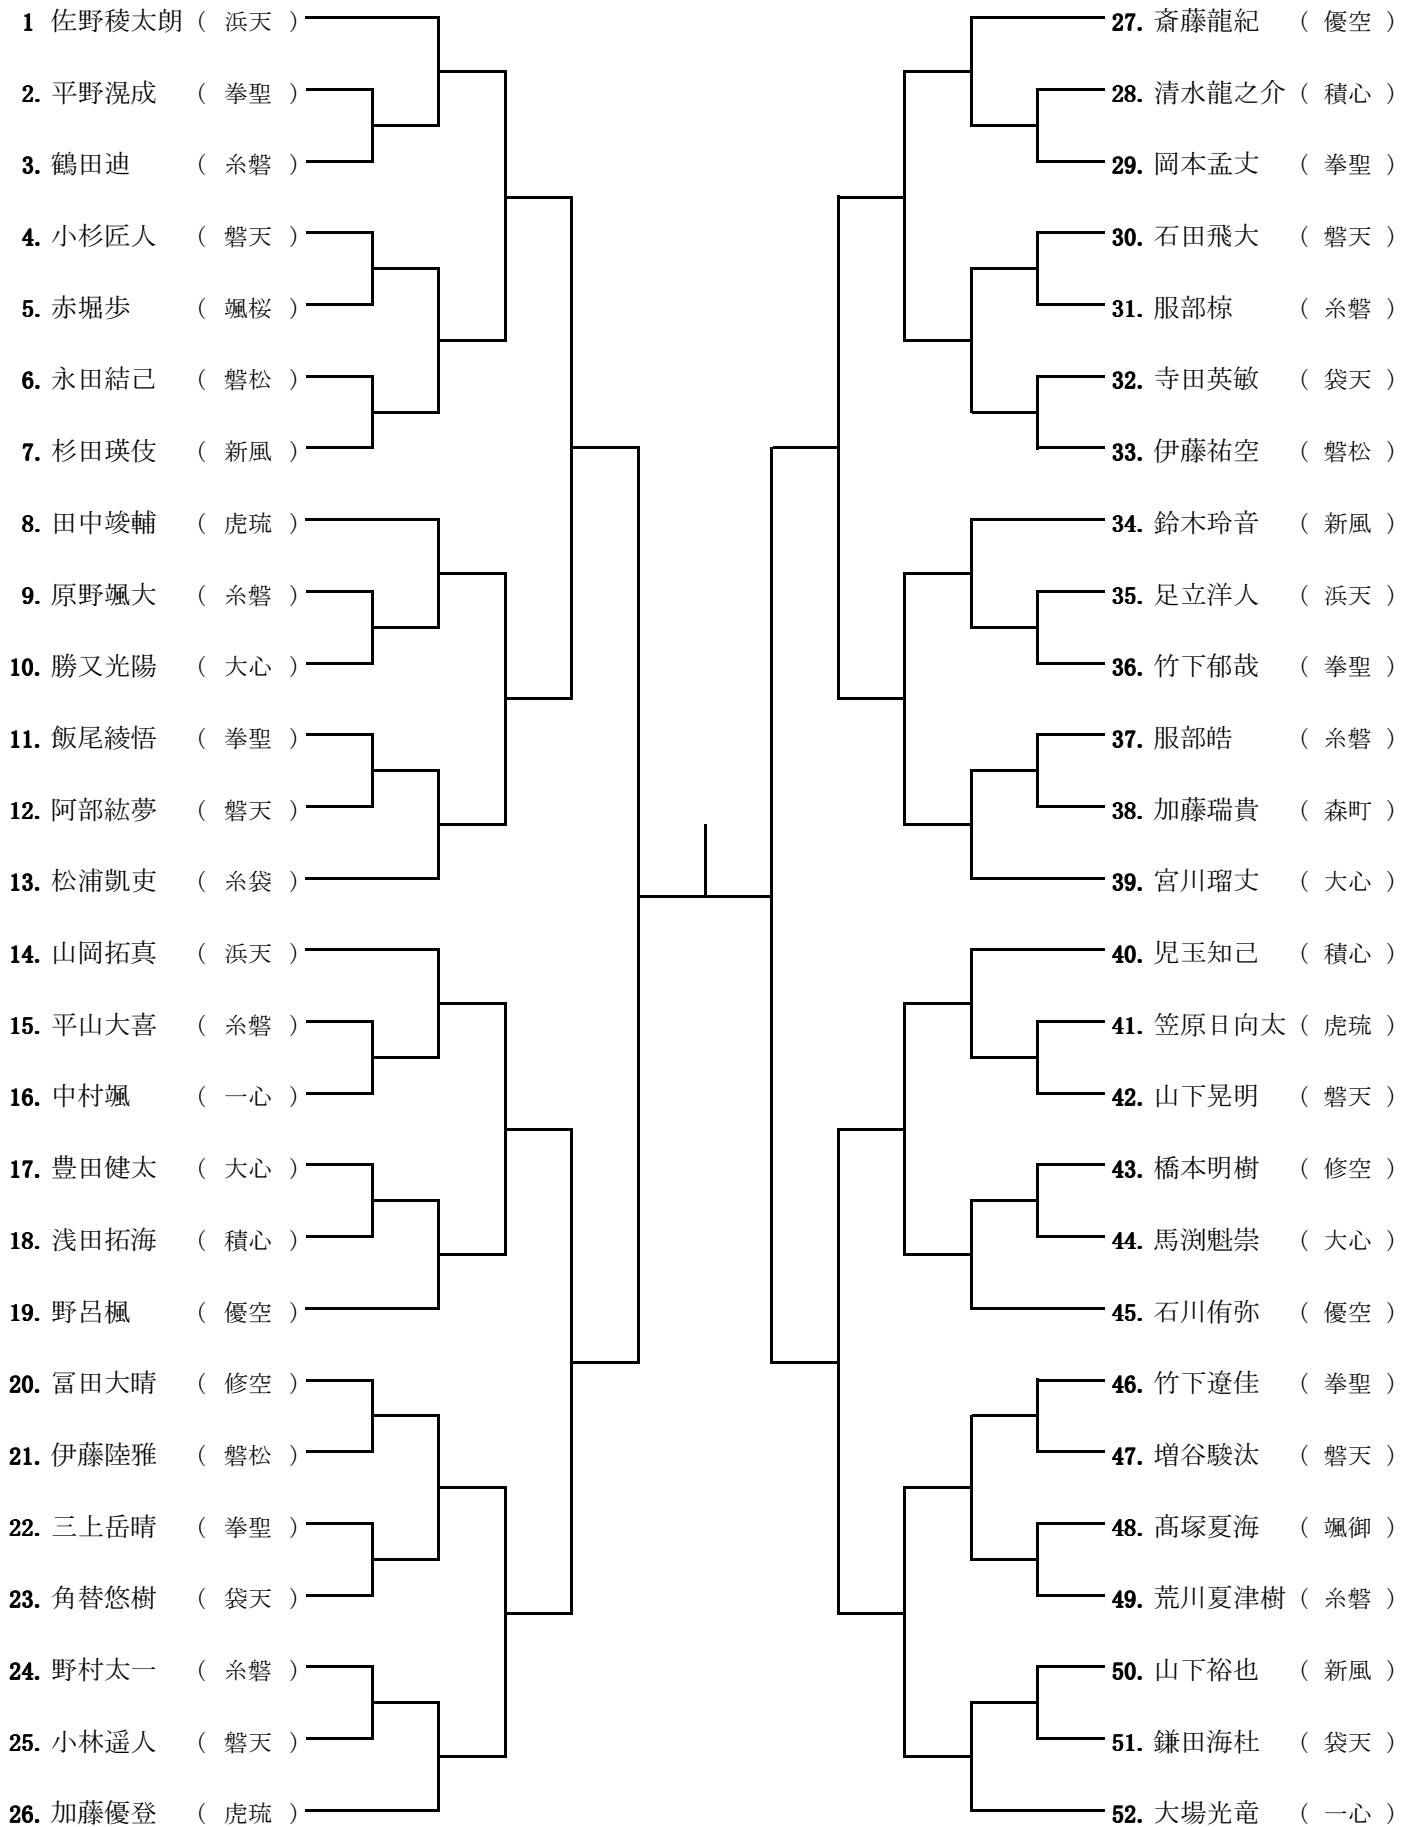 1 佐野稜太朗 ( 浜天 )
2. 平野滉成 ( 拳聖 )
3. 鶴田迪 ( 糸磐 )
4. 小杉匠人 ( 磐天 )
5. 赤堀歩 ( 颯桜 )
6. 永田結己 ( 磐松 )
7. 杉田瑛伎 ( 新風 )
8. 田中竣輔 ( 虎琉 )
9. 原野颯大 ( 糸磐 )
10. 勝又光陽 ( 大心 )
11. 飯尾綾悟 ( 拳聖 )
12. 阿部紘夢 ( 磐天 )
13. 松浦凱吏 ( 糸袋 )
14. 山岡拓真 ( 浜天 )
15. 平山大喜 ( 糸磐 )
16. 中村颯 ( 一心 )
17. 豊田健太 ( 大心 )
18. 浅田拓海 ( 積心 )
19. 野呂楓 ( 優空 )
20. 冨田大晴 ( 修空 )
21. 伊藤陸雅 ( 磐松 )
22. 三上岳晴 ( 拳聖 )
23. 角替悠樹 ( 袋天 )
24. 野村太一 ( 糸磐 )
25. 小林遥人 ( 磐天 )
26. 加藤優登 ( 虎琉 )
27. 斎藤龍紀 ( 優空 )
28. 清水龍之介 ( 積心 )
29. 岡本孟丈 ( 拳聖 )
30. 石田飛大 ( 磐天 )
31. 服部椋 ( 糸磐 )
32. 寺田英敏 ( 袋天 )
33. 伊藤祐空 ( 磐松 )
34. 鈴木玲音 ( 新風 )
35. 足立洋人 ( 浜天 )
36. 竹下郁哉 ( 拳聖 )
37. 服部皓 ( 糸磐 )
38. 加藤瑞貴 ( 森町 )
39. 宮川瑠丈 ( 大心 )
40. 児玉知己 ( 積心 )
41. 笠原日向太 ( 虎琉 )
42. 山下晃明 ( 磐天 )
43. 橋本明樹 ( 修空 )
44. 馬渕魁崇 ( 大心 )
45. 石川侑弥 ( 優空 )
46. 竹下遼佳 ( 拳聖 )
47. 増谷駿汰 ( 磐天 )
48. 髙塚夏海 ( 颯御 )
49. 荒川夏津樹 ( 糸磐 )
50. 山下裕也 ( 新風 )
51. 鎌田海杜 ( 袋天 )
52. 大場光竜 ( 一心 )